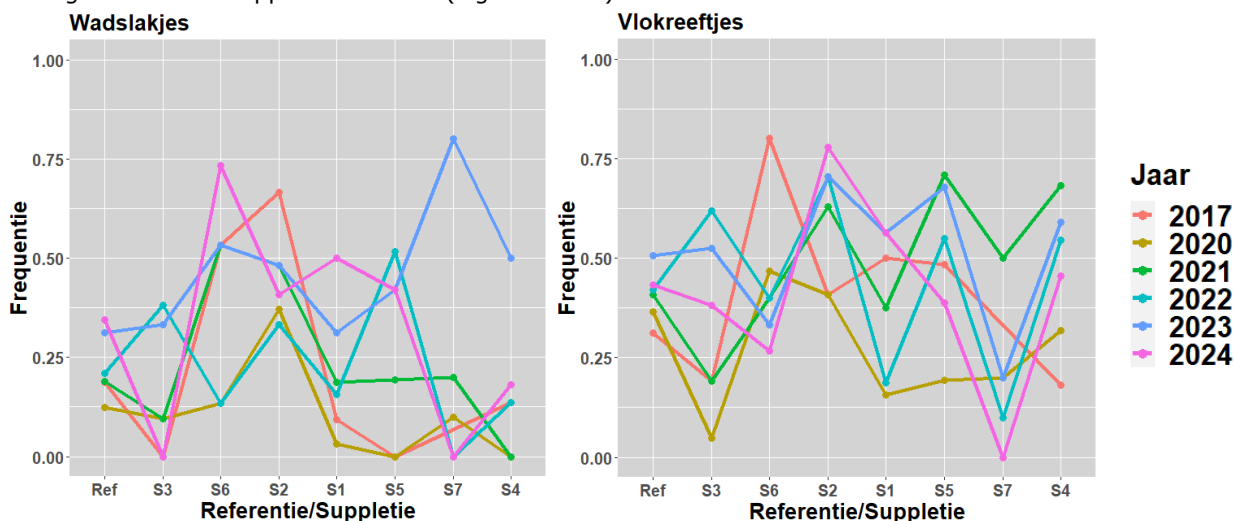 Wadslakjes
Vlokreeftjes
1.00
0.75
0.50
0.25
0.00
Frequentie
Ref S3 S6 S2 S1 S5 S7 S4
Referentie/Suppletie
1.00
0.75
0.50
0.25
0.00
Frequentie
Ref S3 S6 S2 S1 S5 S7 S4
Referentie/Suppletie
Jaar
2017
2020
2021
2022
2023
2024